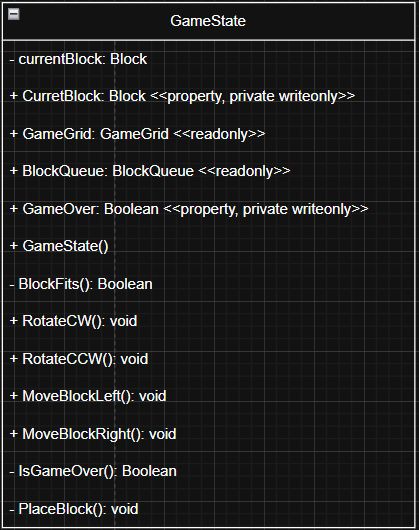 GameState
- currentBlock: Block
+ CurretBlock: Block <<property, private writeonly>>
+ GameGrid: GameGrid <<readonly>>
+ BlockQueue: BlockQueue <<readonly>>
+ GameOver: Boolean <<property, private writeonly>>
+ GameState()
- BlockFits(): Boolean
+ RotateCW(): void
+ RotateCCW(): void
+ MoveBlockLeft(): void
+ MoveBlockRight(): void
- IsGameOver(): Boolean
- PlaceBlock(): void